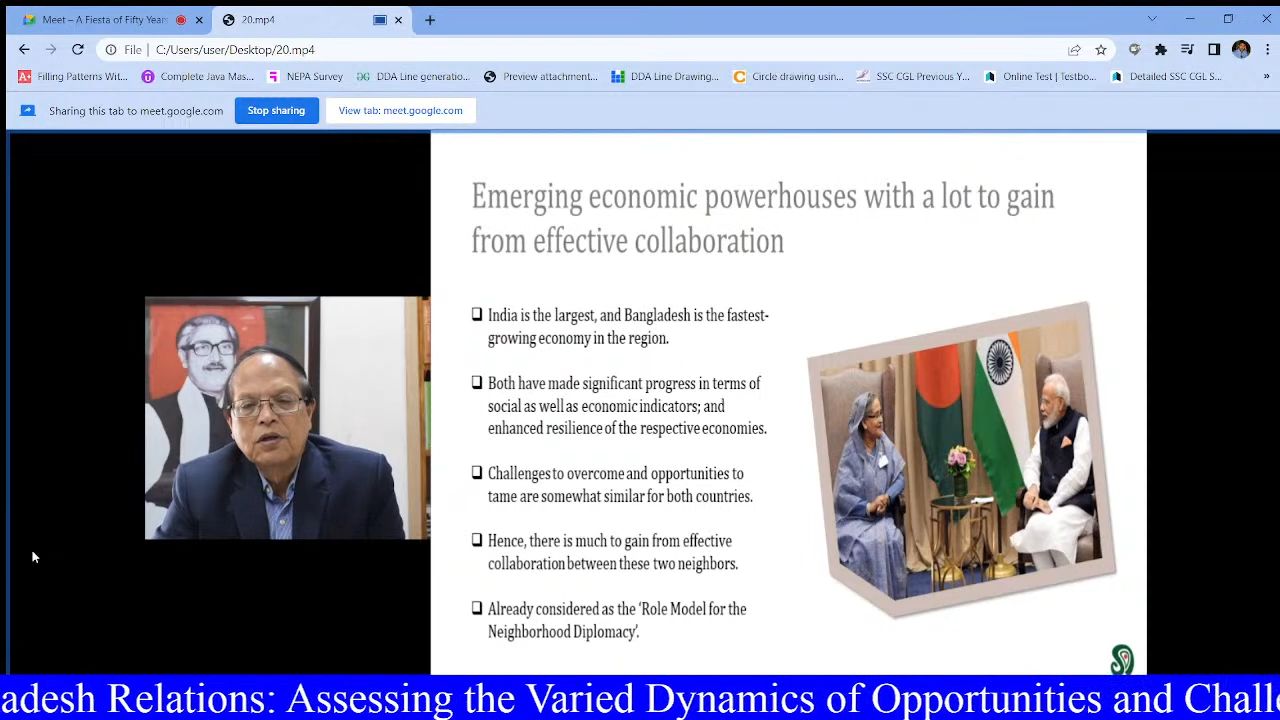 Meet – A Fiesta of Fifty Years
20.mp4
File C:/Users/user/Desktop/20.mp4
Filling Patterns Wit...
Complete Java Mas...
NEPA Survey
DDA Line generatio...
Preview attachment...
DDA Line Drawing...
Circle drawing usin...
SSC CGL Previous Y...
Online Test| Testbo...
Detailed SSC CGL S...
Sharing this tab to meet.google.com
Stop sharing
View tab: meet.google.com
Emerging economic powerhouses with a lot to gain
from effective collaboration
India is the largest, and Bangladesh is the fastest-
growing economy in the region.
Both have made significant progress in terms of
social as well as economic indicators; and
enhanced resilience of the respective economies.
Challenges to overcome and opportunities to
tame are somewhat similar for both countries.
Hence, there is much to gain from effective
collaboration between these two neighbors.
Already considered as the ‘Role Model for the
Neighborhood Diplomacy’.
adesh Relations: Assessing the Varied Dynamics of Opportunities and Challe